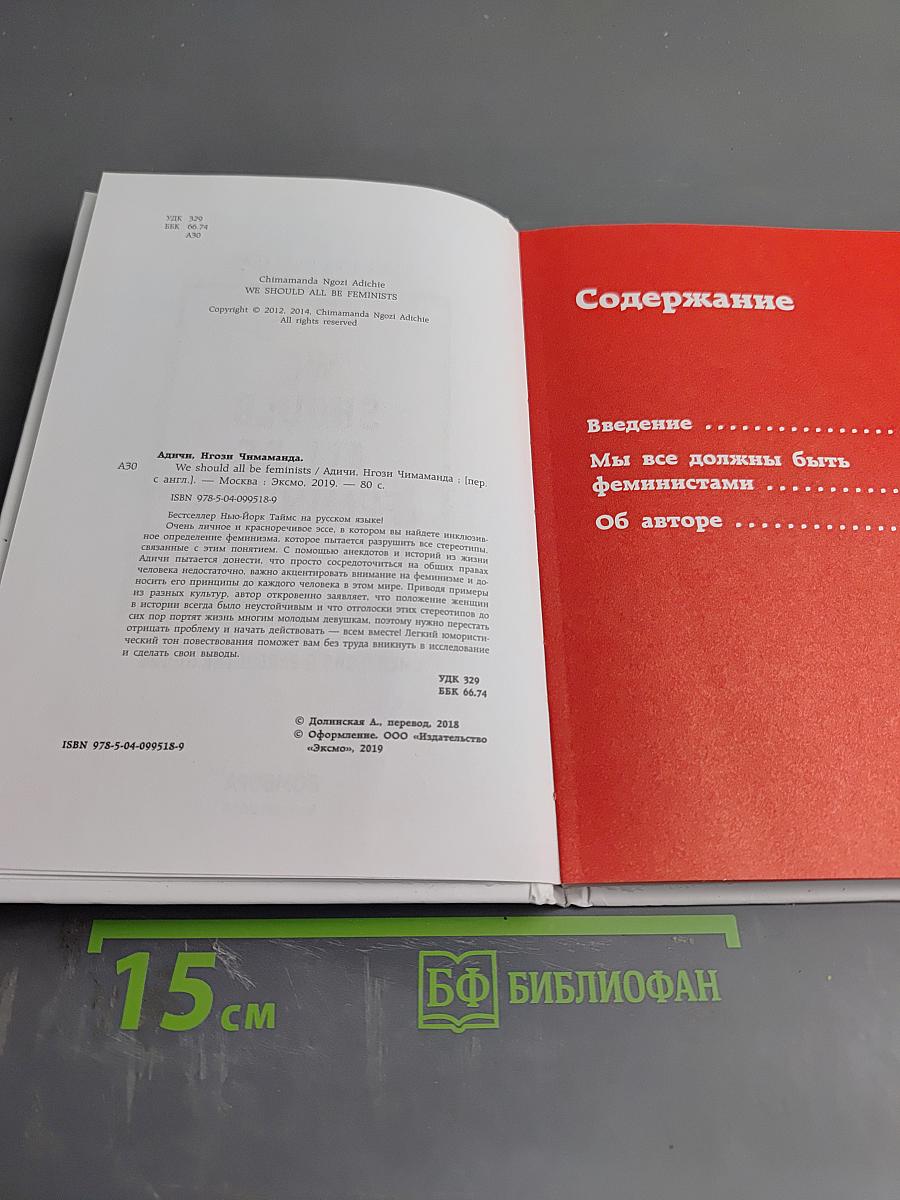 УДК 329
ББК 66.74
А30
Chimamanda Ngozi Adichie
WE SHOULD ALL BE FEMINISTS
Copyright © 2012, 2014, Chimamanda Ngozi Adichie
All rights reserved
Адичи, Нгози Чимаманда.
А30 We should all be feminists / Адичи, Нгози Чимаманда ; [пер.
с англ.]. — Москва : Эксмо, 2019. — 80 с.
ISBN 978-5-04-099518-9
Бестселлер Нью-Йорк Таймс на русском языке!
Очень личное и красноречивое эссе, в котором вы найдете инклюзив-
ное определение феминизма, которое пытается разрушить все стереотипы,
связанные с этим понятием. С помощью анекдотов и историй из жизни
Адичи пытается донести, что просто сосредоточиться на общих правах
человека недостаточно, важно акцентировать внимание на феминизме и до-
носить его принципы до каждого человека в этом мире. Приводя примеры
из разных культур, автор откровенно заявляет, что положение женщин
в истории всегда было неустойчивым и что отголоски этих стереотипов до
сих пор портят жизнь многим молодым девушкам, поэтому нужно перестать
отрицать проблему и начать действовать — всем вместе! Легкий юмористи-
ческий тон повествования поможет вам без труда вникнуть в исследование
и сделать свои выводы.
УДК 329
ББК 66.74
© Долинская А., перевод, 2018
© Оформление. ООО «Издательство
«Эксмо», 2019
ISBN 978-5-04-099518-9
Содержание
Введение ...............
Мы все должны быть
феминистами ...........
Об авторе .............
15 см
БФ БИБЛИОФАН